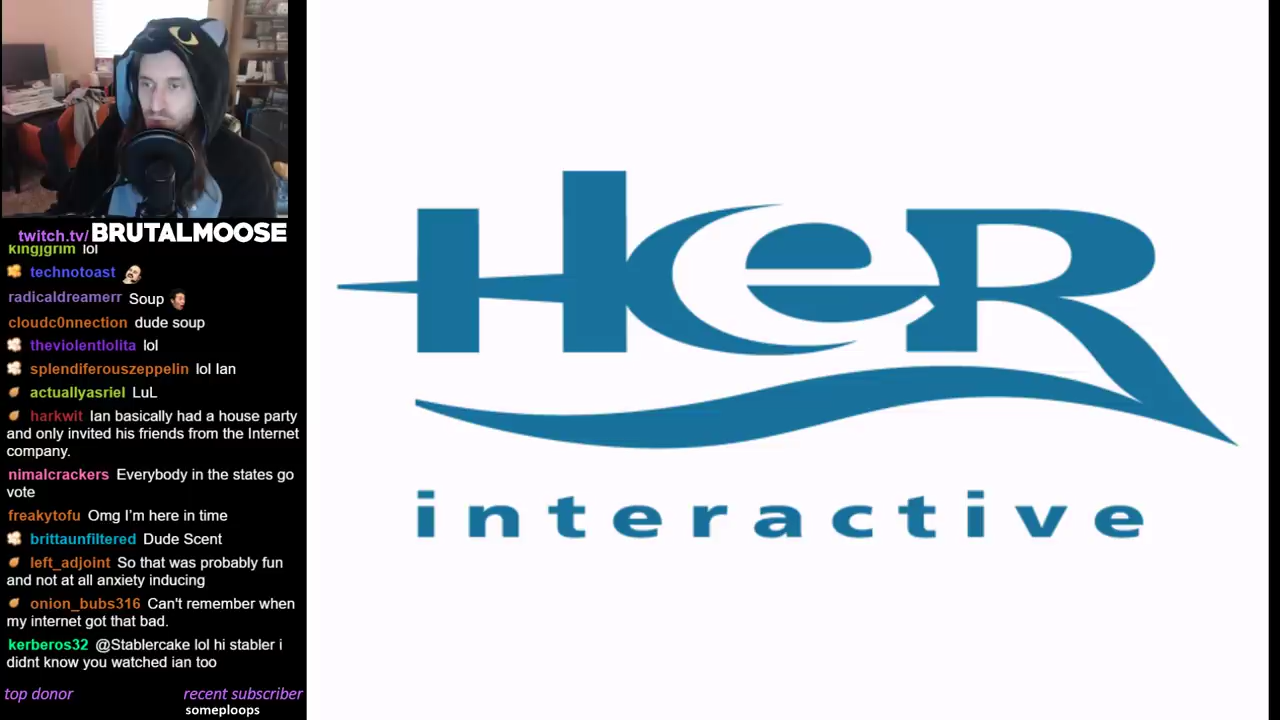 twitch.tv/BRUTALMOOSE
kingjgrim lol
technotoast
radicaldreamerr Soup
cloudc0nnection dude soup
theviolentlolita lol
splendiferouszeppelin lol Ian
actuallyasriel LuL
harkwit Ian basically had a house party
and only invited his friends from the Internet
company.
nimalcrackers Everybody in the states go
vote
freakytofu Omg I'm here in time
brittaunfiltered Dude Scent
left_adjoint So that was probably fun
and not at all anxiety inducing
onion_bubs316 Can't remember when
my internet got that bad.
kerberos32 @Stablercake lol hi stabler i
didnt know you watched ian too
top donor
recent subscriber
someploops
HeR
interactive